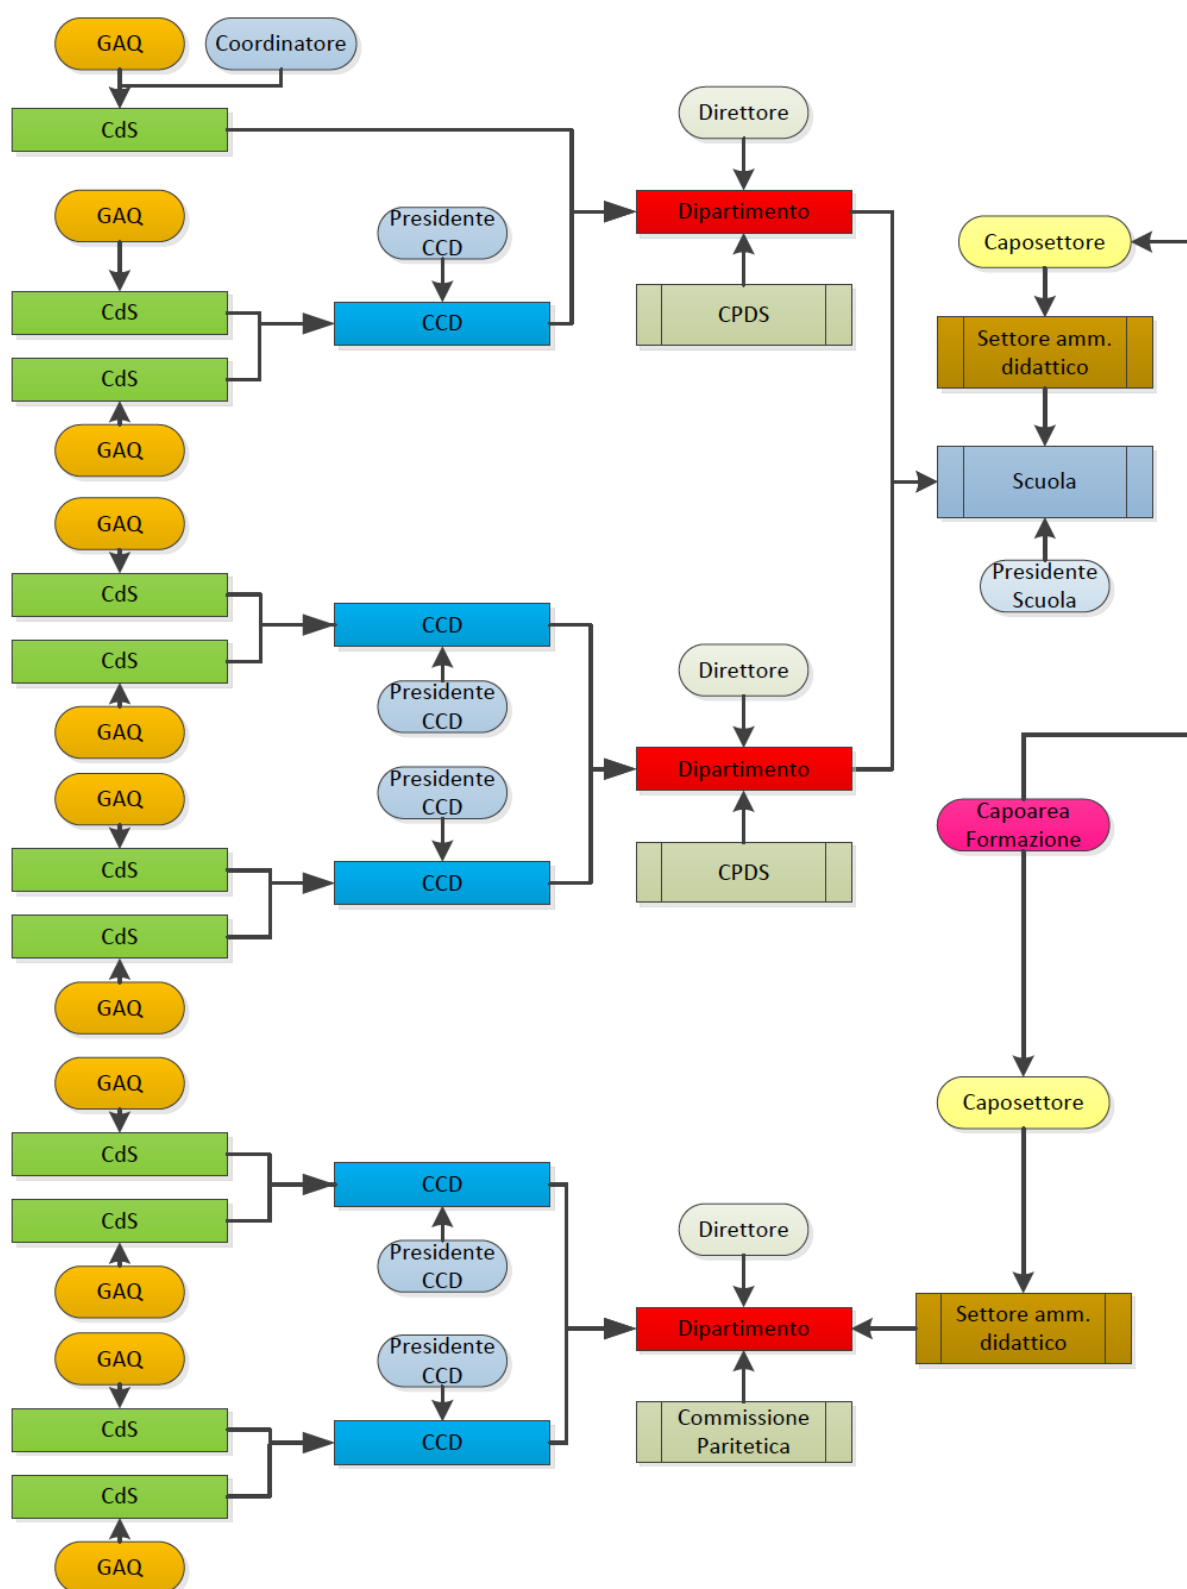 GAQ
Coordinatore
CdS
Direttore
GAQ
Presidente
CCD
Dipartimento
Caposettore
CdS
CCD
CPDS
Settore amm.
didattico
CdS
GAQ
Scuola
GAQ
Presidente
Scuola
CdS
CCD
CdS
Direttore
Presidente
CCD
GAQ
Dipartimento
GAQ
Presidente
CCD
Capoarea
Formazione
CdS
CCD
CPDS
CdS
GAQ
GAQ
Caposettore
CdS
CCD
CdS
Direttore
Presidente
CCD
GAQ
Dipartimento
Settore amm.
didattico
GAQ
Presidente
CCD
CdS
CCD
Commissione
Paritetica
CdS
GAQ